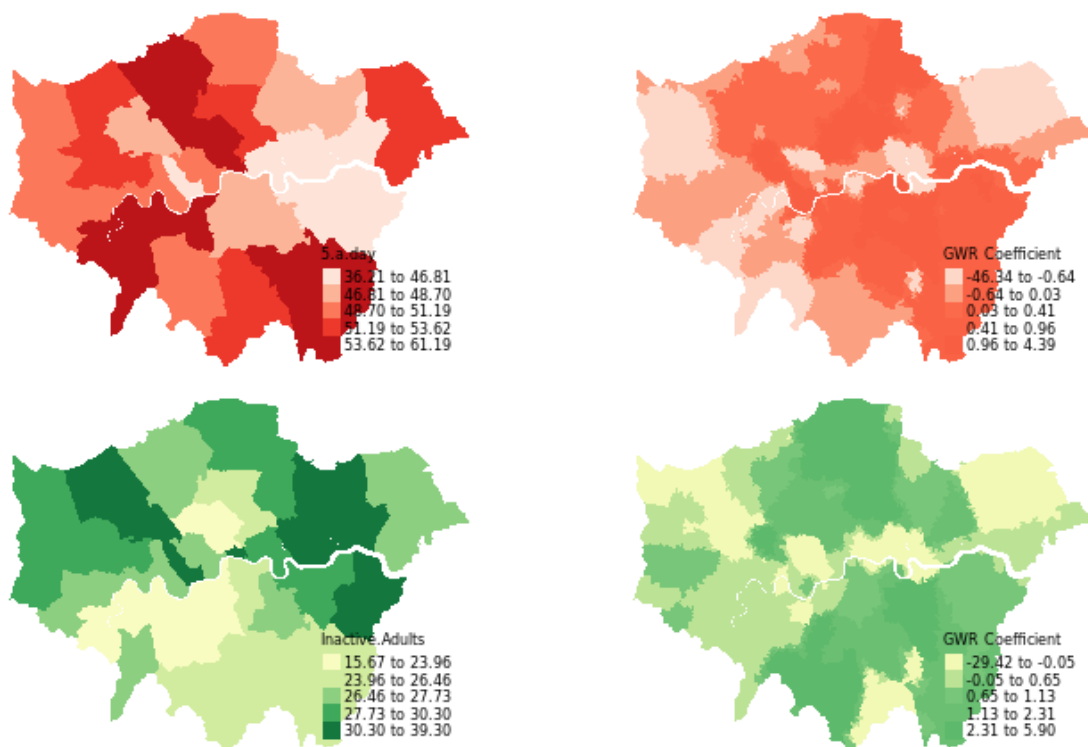 5.a.day
36.21 to 46.81
46.81 to 48.70
48.70 to 51.19
51.19 to 53.62
53.62 to 61.19
GWR Coefficient
-46.34 to -0.64
-0.64 to 0.03
0.03 to 0.41
0.41 to 0.96
0.96 to 4.39
Inactive.Adults
15.67 to 23.96
23.96 to 26.46
26.46 to 27.73
27.73 to 30.30
30.30 to 39.30
GWR Coefficient
-29.42 to -0.05
-0.05 to 0.65
0.65 to 1.13
1.13 to 2.31
2.31 to 5.90